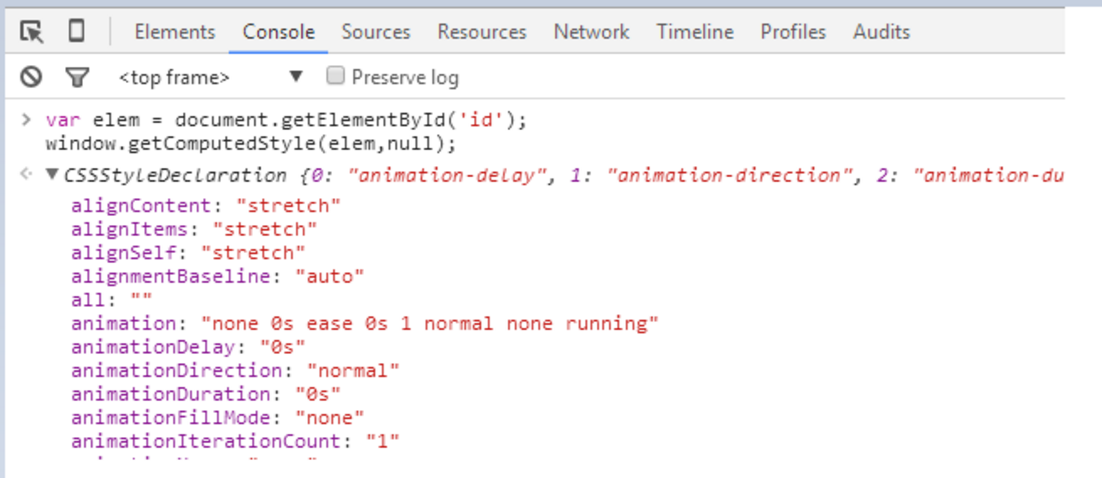 Elements Console Sources Resources Network Timeline Profiles Audits
<top frame> ▼ Preserve log
> var elem = document.getElementById('id');
window.getComputedStyle(elem,null);
▼CSSStyleDeclaration {0: "animation-delay", 1: "animation-direction", 2: "animation-du
alignContent: "stretch"
alignItems: "stretch"
alignSelf: "stretch"
alignmentBaseline: "auto"
all: ""
animation: "none 0s ease 0s 1 normal none running"
animationDelay: "0s"
animationDirection: "normal"
animationDuration: "0s"
animationFillMode: "none"
animationIterationCount: "1"